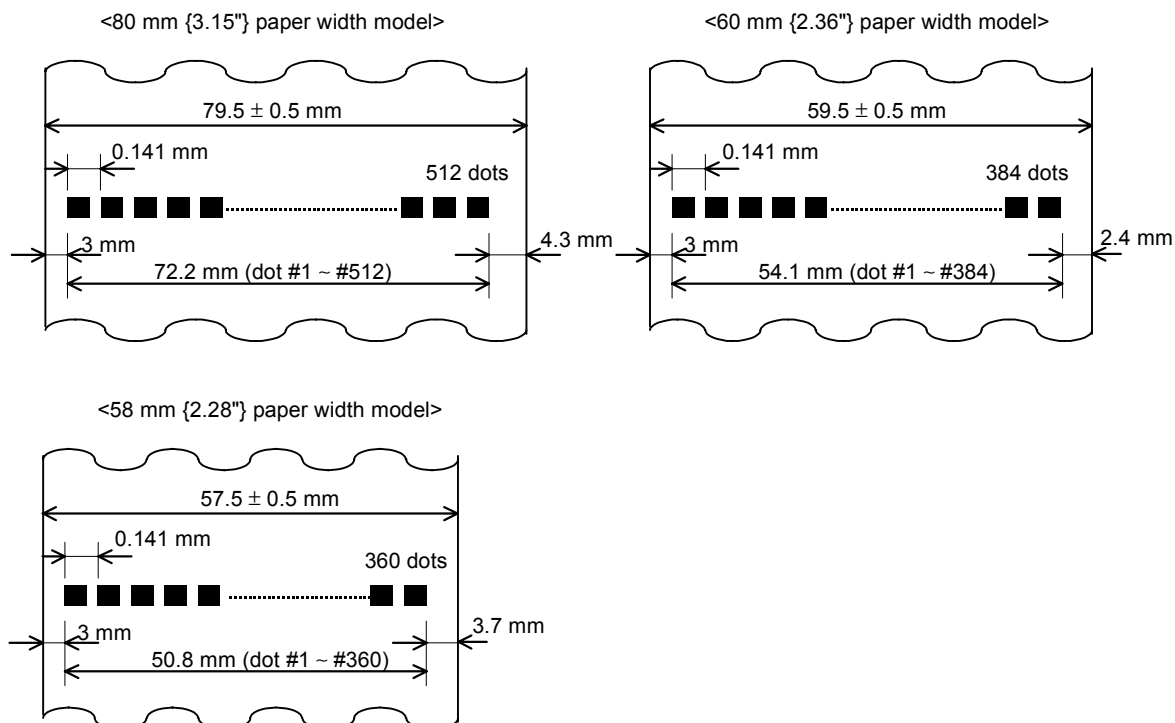 <80 mm {3.15"} paper width model>
79.5 ± 0.5 mm
0.141 mm
512 dots
3 mm
4.3 mm
72.2 mm (dot #1 ~ #512)
<60 mm {2.36"} paper width model>
59.5 ± 0.5 mm
0.141 mm
384 dots
3 mm
2.4 mm
54.1 mm (dot #1 ~ #384)
<58 mm {2.28"} paper width model>
57.5 ± 0.5 mm
0.141 mm
360 dots
3 mm
3.7 mm
50.8 mm (dot #1 ~ #360)